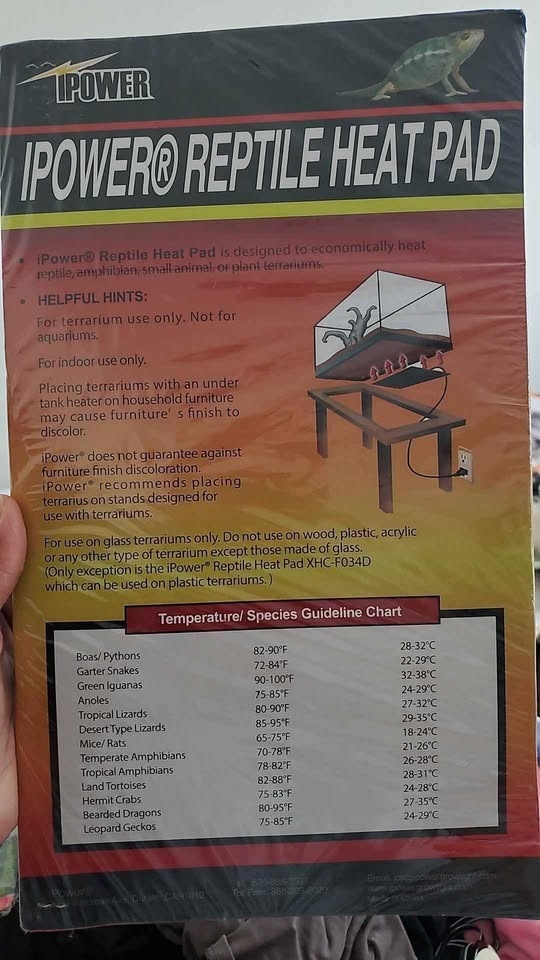 IPOWER
IPOWER® REPTILE HEAT PAD
• iPower® Reptile Heat Pad is designed to economically heat
reptile, amphibian, small animal, or plant terrariums.
• HELPFUL HINTS:
For terrarium use only. Not for
aquariums.
For indoor use only.
Placing terrariums with an under
tank heater on household furniture
may cause furniture's finish to
discolor.
iPower® does not guarantee against
furniture finish discoloration.
iPower® recommends placing
terrarius on stands designed for
use with terrariums.
For use on glass terrariums only. Do not use on wood, plastic, acrylic
or any other type of terrarium except those made of glass.
(Only exception is the iPower® Reptile Heat Pad XHC-F034D
which can be used on plastic terrariums. )
Temperature/ Species Guideline Chart
Boas/ Pythons 82-90°F 28-32°C
Garter Snakes 72-84°F 22-29°C
Green Iguanas 90-100°F 32-38°C
Anoles 75-85°F 24-29°C
Tropical Lizards 80-90°F 27-32°C
Desert Type Lizards 85-95°F 29-35°C
Mice/ Rats 65-75°F 18-24°C
Temperate Amphibians 70-78°F 21-26°C
Tropical Amphibians 78-82°F 26-28°C
Land Tortoises 82-88°F 28-31°C
Hermit Crabs 75-83°F 24-28°C
Bearded Dragons 80-95°F 27-35°C
Leopard Geckos 75-85°F 24-29°C
Tel:
Toll Free:
Email:
Made in China